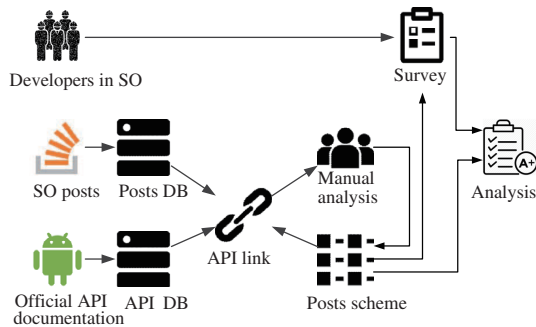 Developers in SO
Survey
SO posts
Posts DB
Manual
analysis
A+
Analysis
API link
Official API
documentation
API DB
Posts scheme